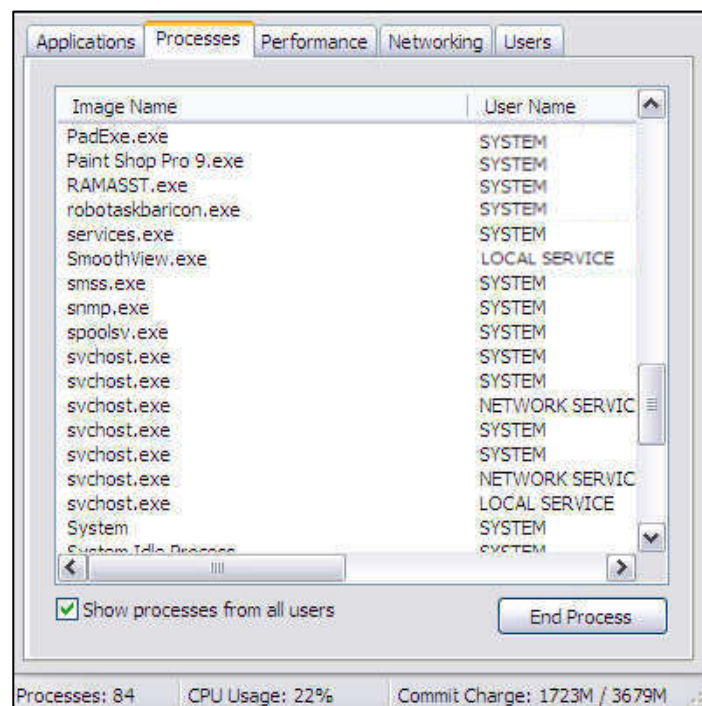 Applications Processes Performance Networking Users
Image Name User Name
PadExe.exe SYSTEM
Paint Shop Pro 9.exe SYSTEM
RAMASST.exe SYSTEM
robotaskbaricon.exe SYSTEM
services.exe SYSTEM
SmoothView.exe LOCAL SERVICE
smss.exe SYSTEM
snmp.exe SYSTEM
spoolsv.exe SYSTEM
svchost.exe SYSTEM
svchost.exe SYSTEM
svchost.exe NETWORK SERVIC
svchost.exe SYSTEM
svchost.exe SYSTEM
svchost.exe NETWORK SERVIC
svchost.exe LOCAL SERVICE
System SYSTEM
System Idle Process SYSTEM
Show processes from all users End Process
Processes: 84 CPU Usage: 22% Commit Charge: 1723M / 3679M